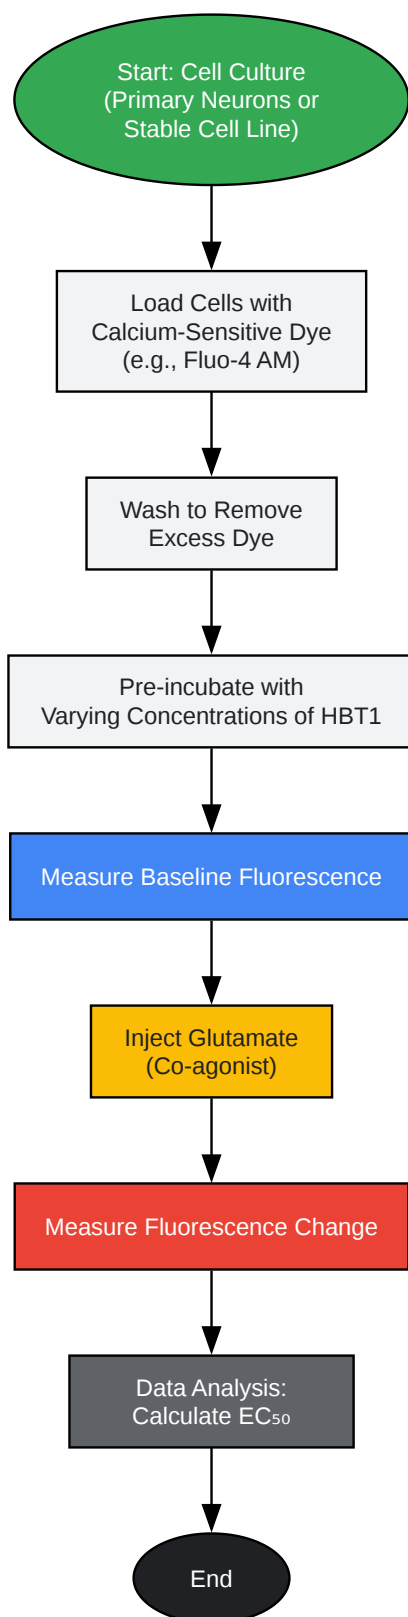 Start: Cell Culture
(Primary Neurons or
Stable Cell Line)
Load Cells with
Calcium-Sensitive Dye
(e.g., Fluo-4 AM)
Wash to Remove
Excess Dye
Pre-incubate with
Varying Concentrations of HBT1
Measure Baseline Fluorescence
Inject Glutamate
(Co-agonist)
Measure Fluorescence Change
Data Analysis:
Calculate EC₅₀
End